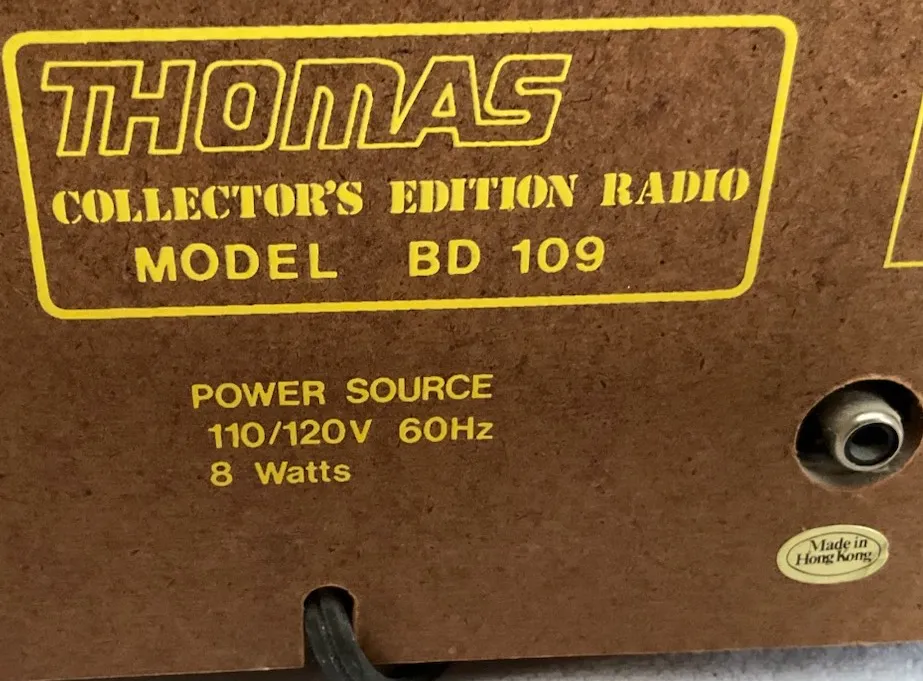 THOMAS
COLLECTOR'S EDITION RADIO
MODEL BD 109
POWER SOURCE
110/120V 60Hz
8 Watts
Made in
Hong Kong